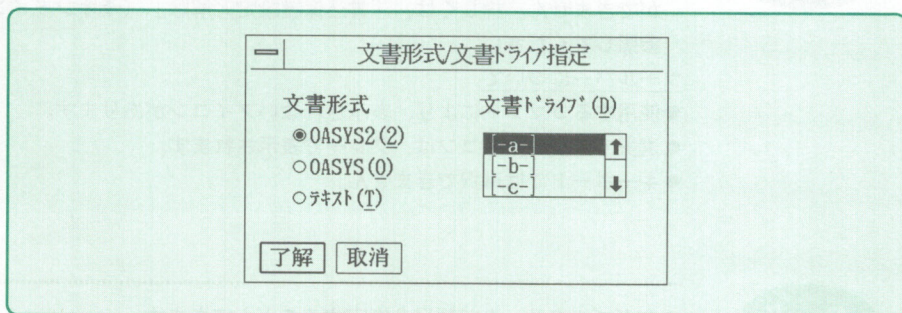 文書形式/文書ﾄﾞﾗｲﾌﾞ指定
文書形式
OASYS2(2)
OASYS(O)
ﾃｷｽﾄ(T)
文書ﾄﾞﾗｲﾌﾞ(D)
[-a-]
[-b-]
[-c-]
了解
取消